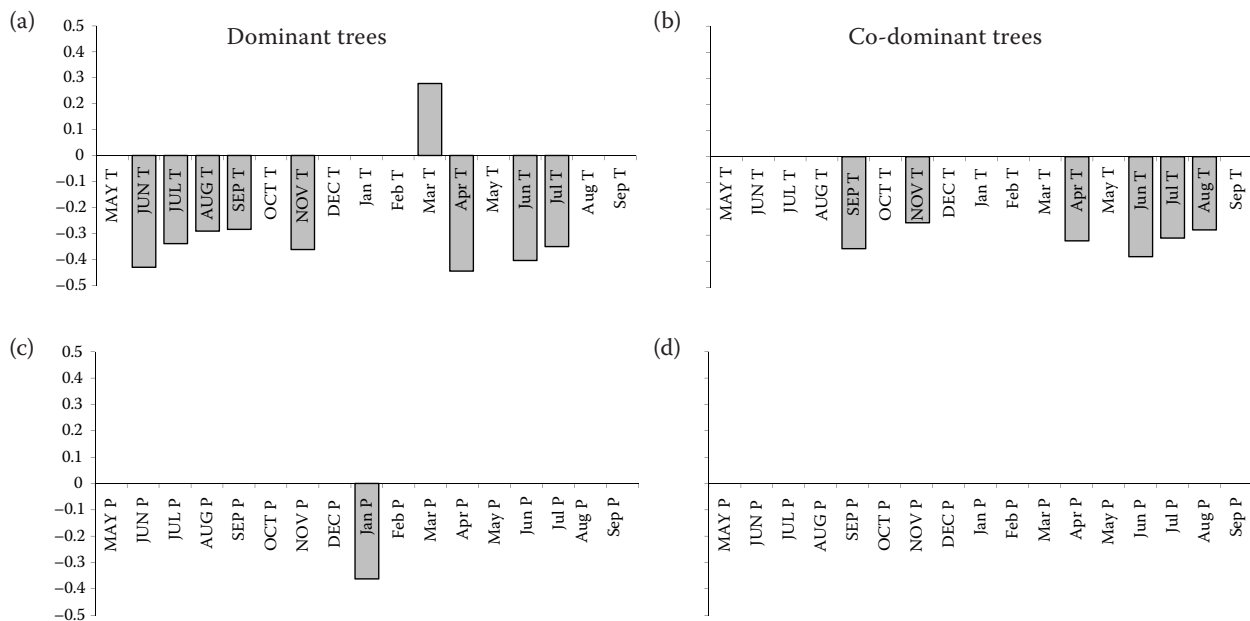 (a)
Dominant trees
0.5
0.4
0.3
0.2
0.1
0
–0.1
–0.2
–0.3
–0.4
–0.5
MAY T
JUN T
JUL T
AUG T
SEP T
OCT T
NOV T
DEC T
Jan T
Feb T
Mar T
Apr T
May T
Jun T
Jul T
Aug T
Sep T
(b)
Co-dominant trees
MAY T
JUN T
JUL T
AUG T
SEP T
OCT T
NOV T
DEC T
Jan T
Feb T
Mar T
Apr T
May T
Jun T
Jul T
Aug T
Sep T
(c)
0.5
0.4
0.3
0.2
0.1
0
–0.1
–0.2
–0.3
–0.4
–0.5
MAY P
JUN P
JUL P
AUG P
SEP P
OCT P
NOV P
DEC P
Jan P
Feb P
Mar P
Apr P
May P
Jun P
Jul P
Aug P
Sep P
(d)
MAY P
JUN P
JUL P
AUG P
SEP P
OCT P
NOV P
DEC P
Jan P
Feb P
Mar P
Apr P
May P
Jun P
Jul P
Aug P
Sep P